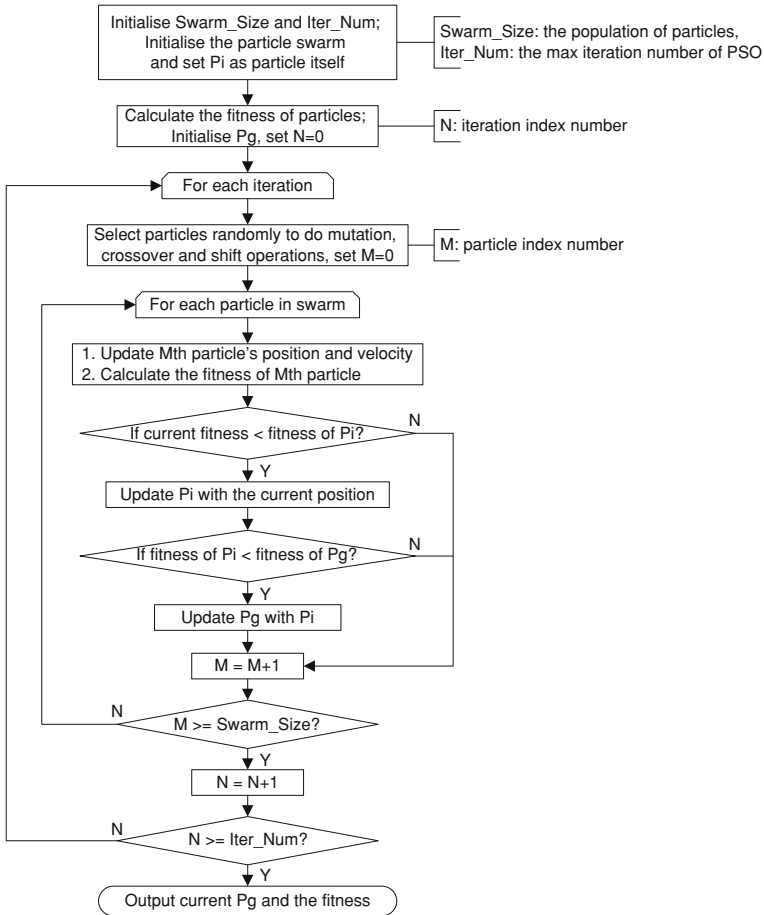 Initialise Swarm_Size and Iter_Num;
Initialise the particle swarm
and set Pi as particle itself
Swarm_Size: the population of particles,
Iter_Num: the max iteration number of PSO
Calculate the fitness of particles;
Initialise Pg, set N=0
N: iteration index number
For each iteration
Select particles randomly to do mutation,
crossover and shift operations, set M=0
M: particle index number
For each particle in swarm
1. Update Mth particle's position and velocity
2. Calculate the fitness of Mth particle
If current fitness < fitness of Pi?
N
Y
Update Pi with the current position
If fitness of Pi < fitness of Pg?
N
Y
Update Pg with Pi
M = M+1
N
M >= Swarm_Size?
Y
N = N+1
N
N >= Iter_Num?
Y
Output current Pg and the fitness